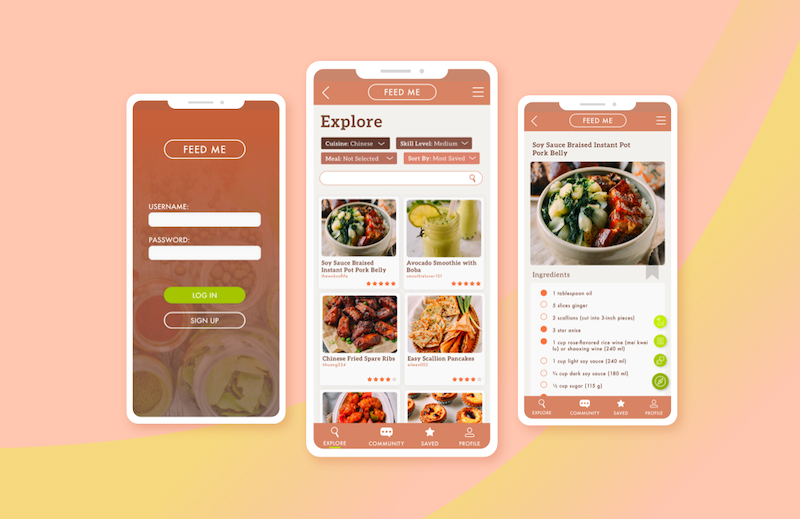 FEED ME
USERNAME:
PASSWORD:
LOG IN
SIGN UP
FEED ME
Explore
Cuisine: Chinese
Skill Level: Medium
Meal: Not Selected
Sort By: Most Saved
Soy Sauce Braised
Instant Pot Pork Belly
thewoksoflife
Avocado Smoothie with
Boba
smoothielover101
Chinese Fried Spare Ribs
Easy Scallion Pancakes
EXPLORE
COMMUNITY
SAVED
PROFILE
FEED ME
Soy Sauce Braised Instant Pot
Pork Belly
Ingredients
1 tablespoon oil
5 slices ginger
2 scallions (cut into 3-inch pieces)
3 star anise
1 cup rose-flavored rice wine (mei kwei
lu) or shaoxing wine (240 ml)
1 cup light soy sauce (240 ml)
¾ cup dark soy sauce (180 ml)
½ cup sugar (115 g)
EXPLORE
COMMUNITY
SAVED
PROFILE